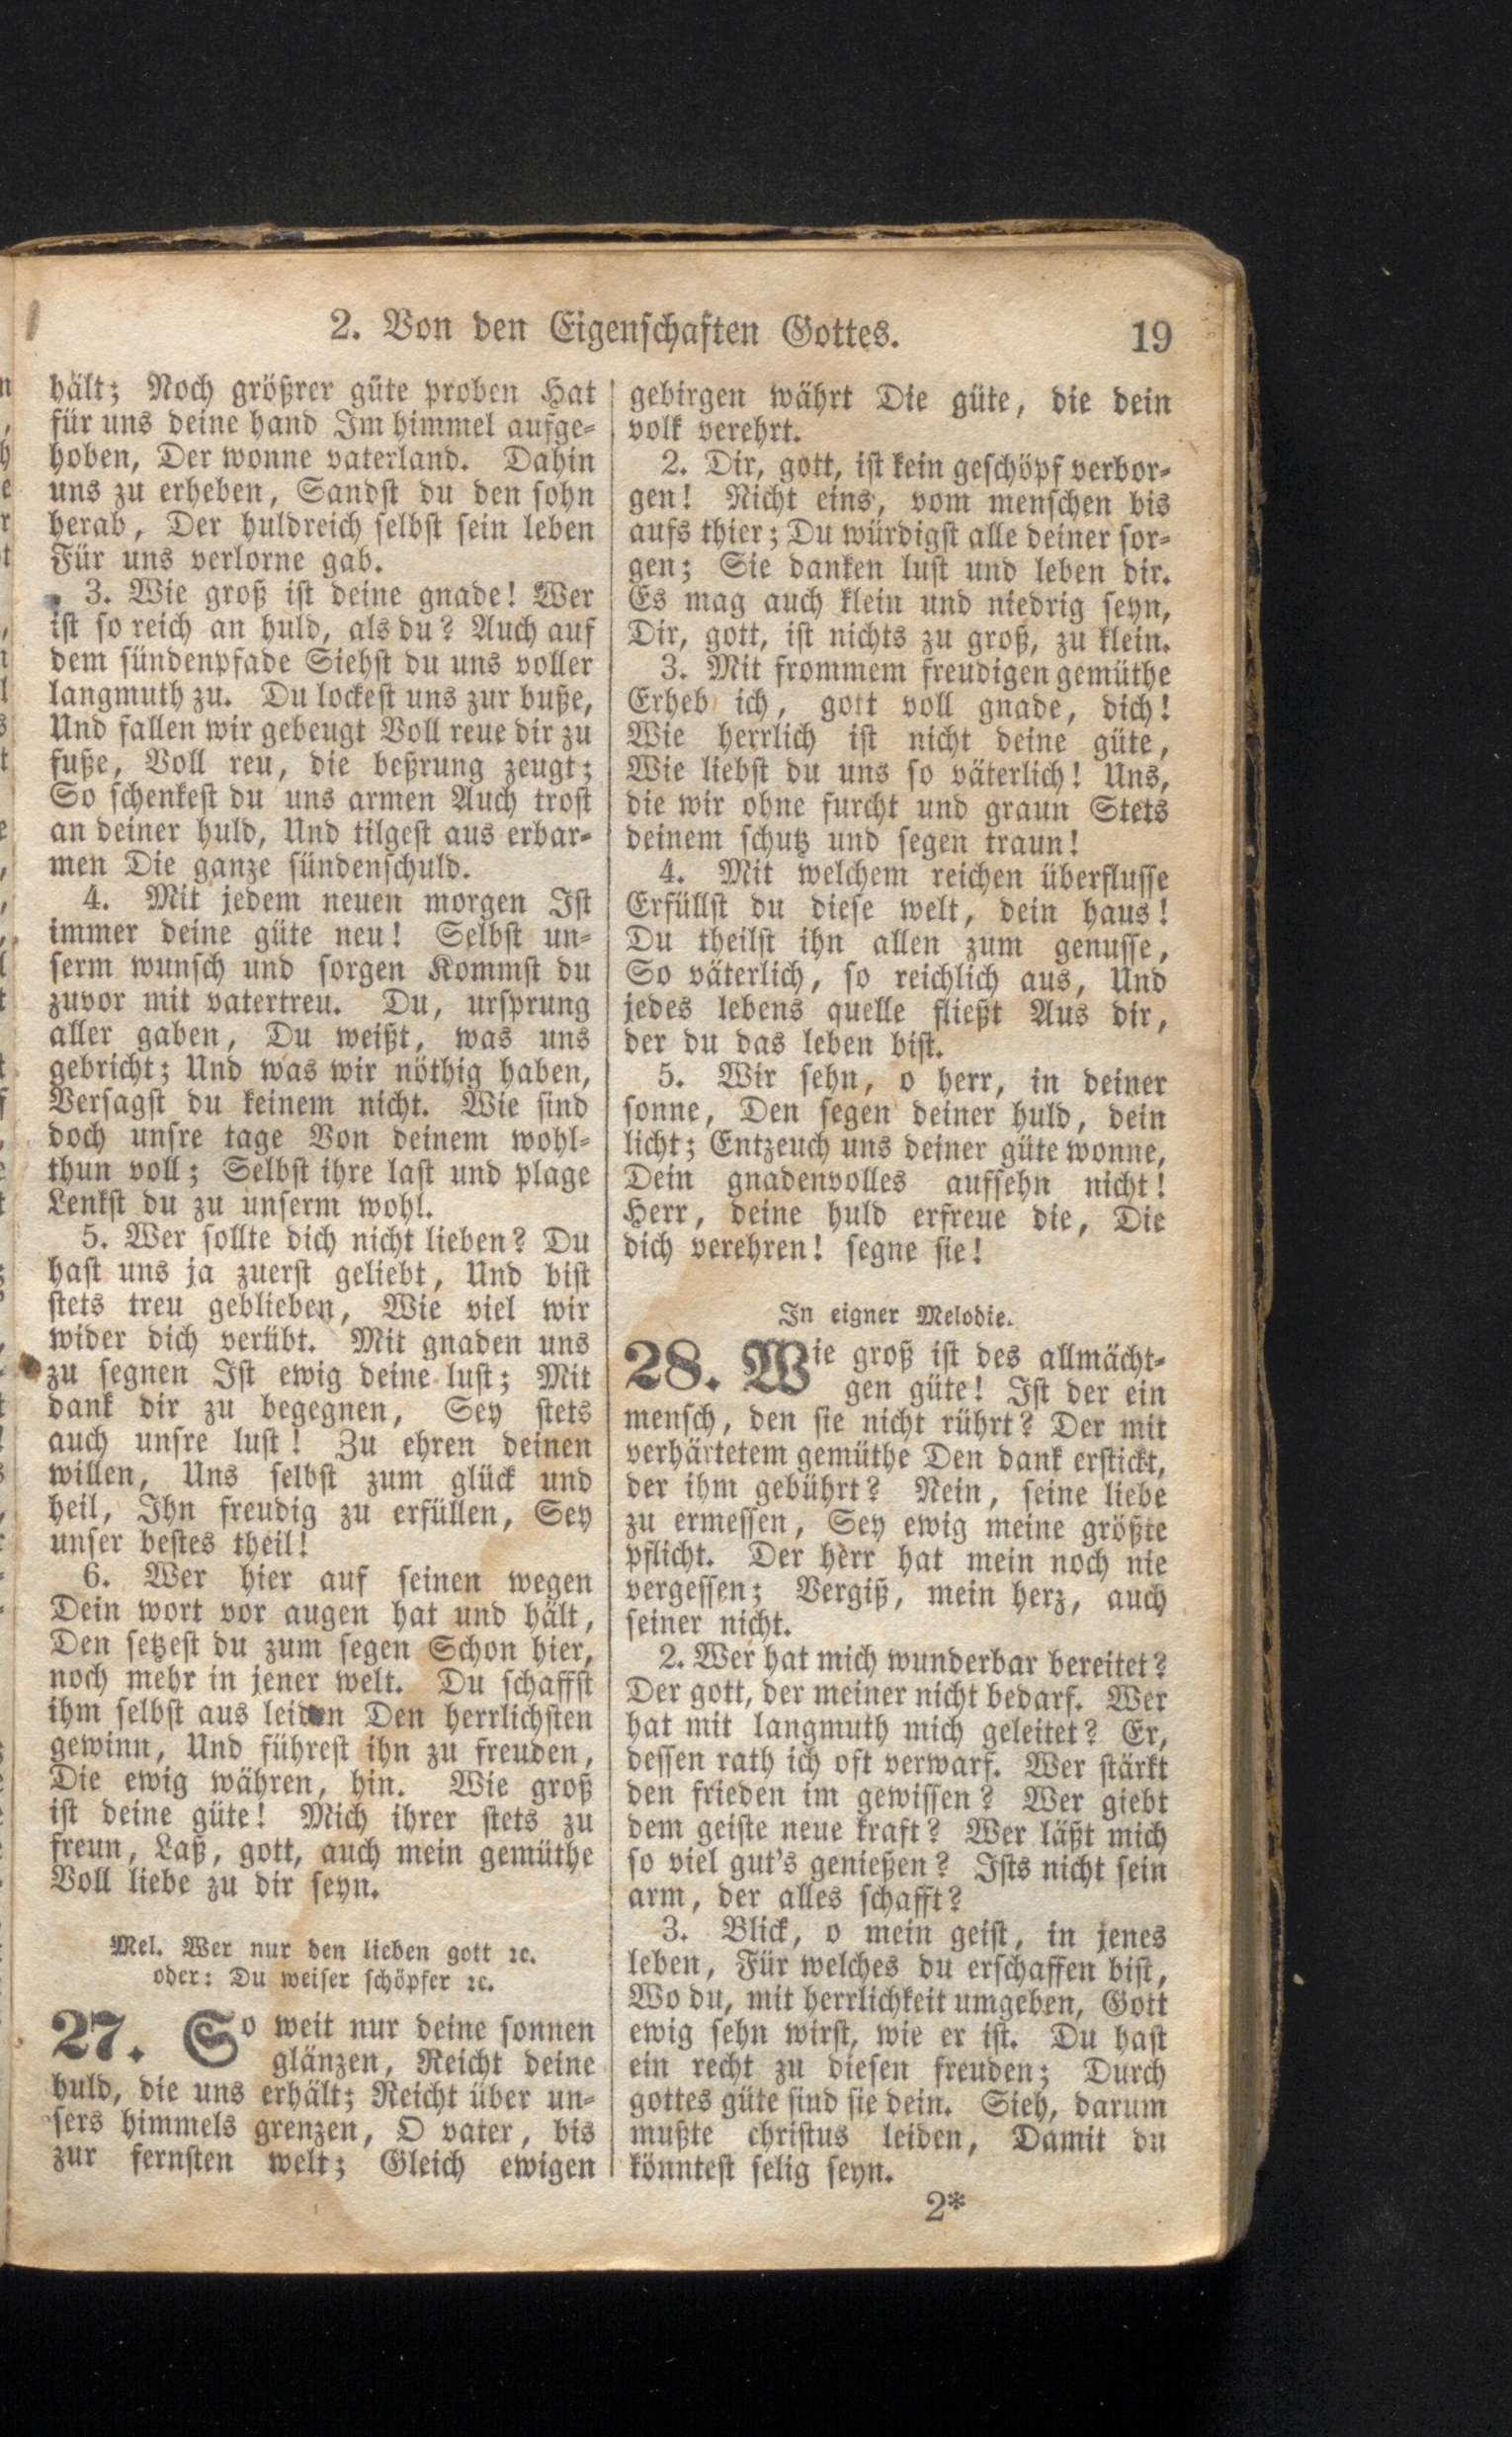 2. Von den Eigenschaften Gottes. 19
hält; Noch größrer güte proben Hat
für uns deine hand Im himmel aufge-
hoben, Der wonne vaterland. Dahin
uns zu erheben, Sandst du den sohn
herab, Der huldreich selbst sein leben
Für uns verlorne gab.
3. Wie groß ist deine gnade! Wer
ist so reich an huld, als du? Auch auf
dem sündenpfade Siehst du uns voller
langmuth zu. Du lockest uns zur buße,
Und fallen wir gebeugt Voll reue dir zu
fuße, Voll reu, die beßrung zeugt;
So schenkest du uns armen Auch trost
an deiner huld, Und tilgest aus erbar-
men Die ganze sündenschuld.
4. Mit jedem neuen morgen Ist
immer deine güte neu! Selbst un-
serm wunsch und sorgen Kommst du
zuvor mit vatertreu. Du, ursprung
aller gaben, Du weißt, was uns
gebricht; Und was wir nöthig haben,
Versagst du keinem nicht. Wie sind
doch unsre tage Von deinem wohl-
thun voll; Selbst ihre last und plage
Lenkst du zu unserm wohl.
5. Wer sollte dich nicht lieben? Du
hast uns ja zuerst geliebt, Und bist
stets treu geblieben, Wie viel wir
wider dich verübt. Mit gnaden uns
zu segnen Ist ewig deine lust; Mit
dank dir zu begegnen, Sey stets
auch unsre lust! Zu ehren deinen
willen, Uns selbst zum glück und
heil, Ihn freudig zu erfüllen, Sey
unser bestes theil!
6. Wer hier auf seinen wegen
Dein wort vor augen hat und hält,
Den setzest du zum segen Schon hier,
noch mehr in jener welt. Du schaffst
ihm selbst aus leiden Den herrlichsten
gewinn, Und führest ihn zu freuden,
Die ewig währen, hin. Wie groß
ist deine güte! Mich ihrer stets zu
freun, Laß, gott, auch mein gemüthe
Voll liebe zu dir seyn.
Mel. Wer nur den lieben gott ꝛc.
oder: Du weiser schöpfer ꝛc.
27. So weit nur deine sonnen
glänzen, Reicht deine
huld, die uns erhält; Reicht über un-
sers himmels grenzen, O vater, bis
zur fernsten welt; Gleich ewigen
gebirgen währt Die güte, die dein
volk verehrt.
2. Dir, gott, ist kein geschöpf verbor-
gen! Nicht eins, vom menschen bis
aufs thier; Du würdigst alle deiner sor-
gen; Sie danken lust und leben dir.
Es mag auch klein und niedrig seyn,
Dir, gott, ist nichts zu groß, zu klein.
3. Mit frommem freudigen gemüthe
Erheb ich, gott voll gnade, dich!
Wie herrlich ist nicht deine güte,
Wie liebst du uns so väterlich! Uns,
die wir ohne furcht und graun Stets
deinem schutz und segen traun!
4. Mit welchem reichen überflusse
Erfüllst du diese welt, dein haus!
Du theilst ihn allen zum genusse,
So väterlich, so reichlich aus, Und
jedes lebens quelle fließt Aus dir,
der du das leben bist.
5. Wir sehn, o herr, in deiner
sonne, Den segen deiner huld, dein
licht; Entzeuch uns deiner güte wonne,
Dein gnadenvolles aufsehn nicht!
Herr, deine huld erfreue die, Die
dich verehren! segne sie!
In eigner Melodie.
28. Wie groß ist des allmächt-
gen güte! Ist der ein
mensch, den sie nicht rührt? Der mit
verhärtetem gemüthe Den dank erstickt,
der ihm gebührt? Nein, seine liebe
zu ermessen, Sey ewig meine größte
pflicht. Der herr hat mein noch nie
vergessen; Vergiß, mein herz, auch
seiner nicht.
2. Wer hat mich wunderbar bereitet?
Der gott, der meiner nicht bedarf. Wer
hat mit langmuth mich geleitet? Er,
dessen rath ich oft verwarf. Wer stärkt
den frieden im gewissen? Wer giebt
dem geiste neue kraft? Wer läßt mich
so viel gut's genießen? Ists nicht sein
arm, der alles schafft?
3. Blick, o mein geist, in jenes
leben, Für welches du erschaffen bist,
Wo du, mit herrlichkeit umgeben, Gott
ewig sehn wirst, wie er ist. Du hast
ein recht zu diesen freuden; Durch
gottes güte sind sie dein. Sieh, darum
mußte christus leiden, Damit du
könntest selig seyn.
2*